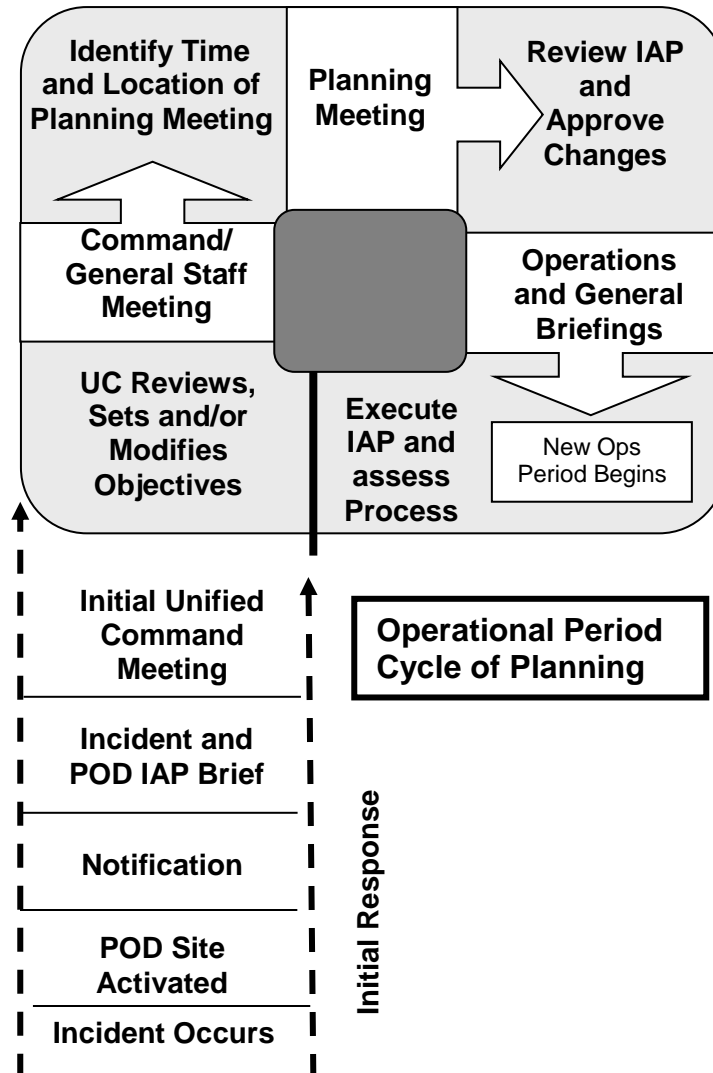 Identify Time
and Location of
Planning Meeting
Planning
Meeting
Review IAP
and
Approve
Changes
Command/
General Staff
Meeting
Operations
and General
Briefings
UC Reviews,
Sets and/or
Modifies
Objectives
Execute
IAP and
assess
Process
New Ops
Period Begins
Initial Unified
Command
Meeting
Operational Period
Cycle of Planning
Incident and
POD IAP Brief
Notification
POD Site
Activated
Incident Occurs
Initial Response